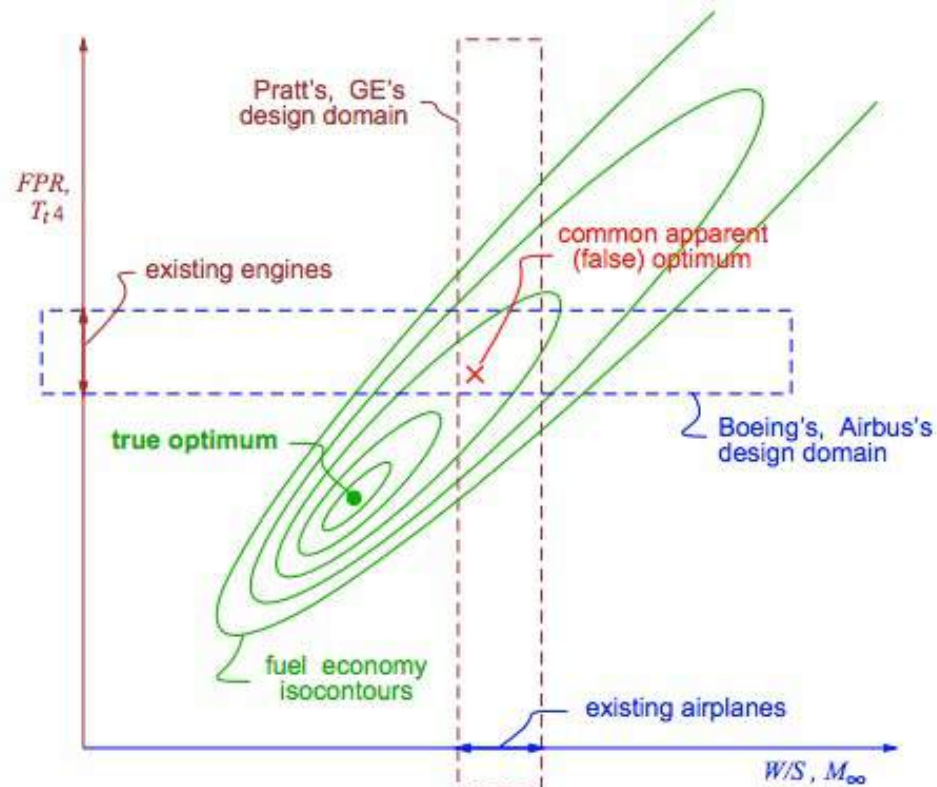 Pratt's, GE's
design domain
FPR,
Tt4
common apparent
(false) optimum
existing engines
true optimum
Boeing's, Airbus's
design domain
fuel economy
isocontours
existing airplanes
W/S , M∞